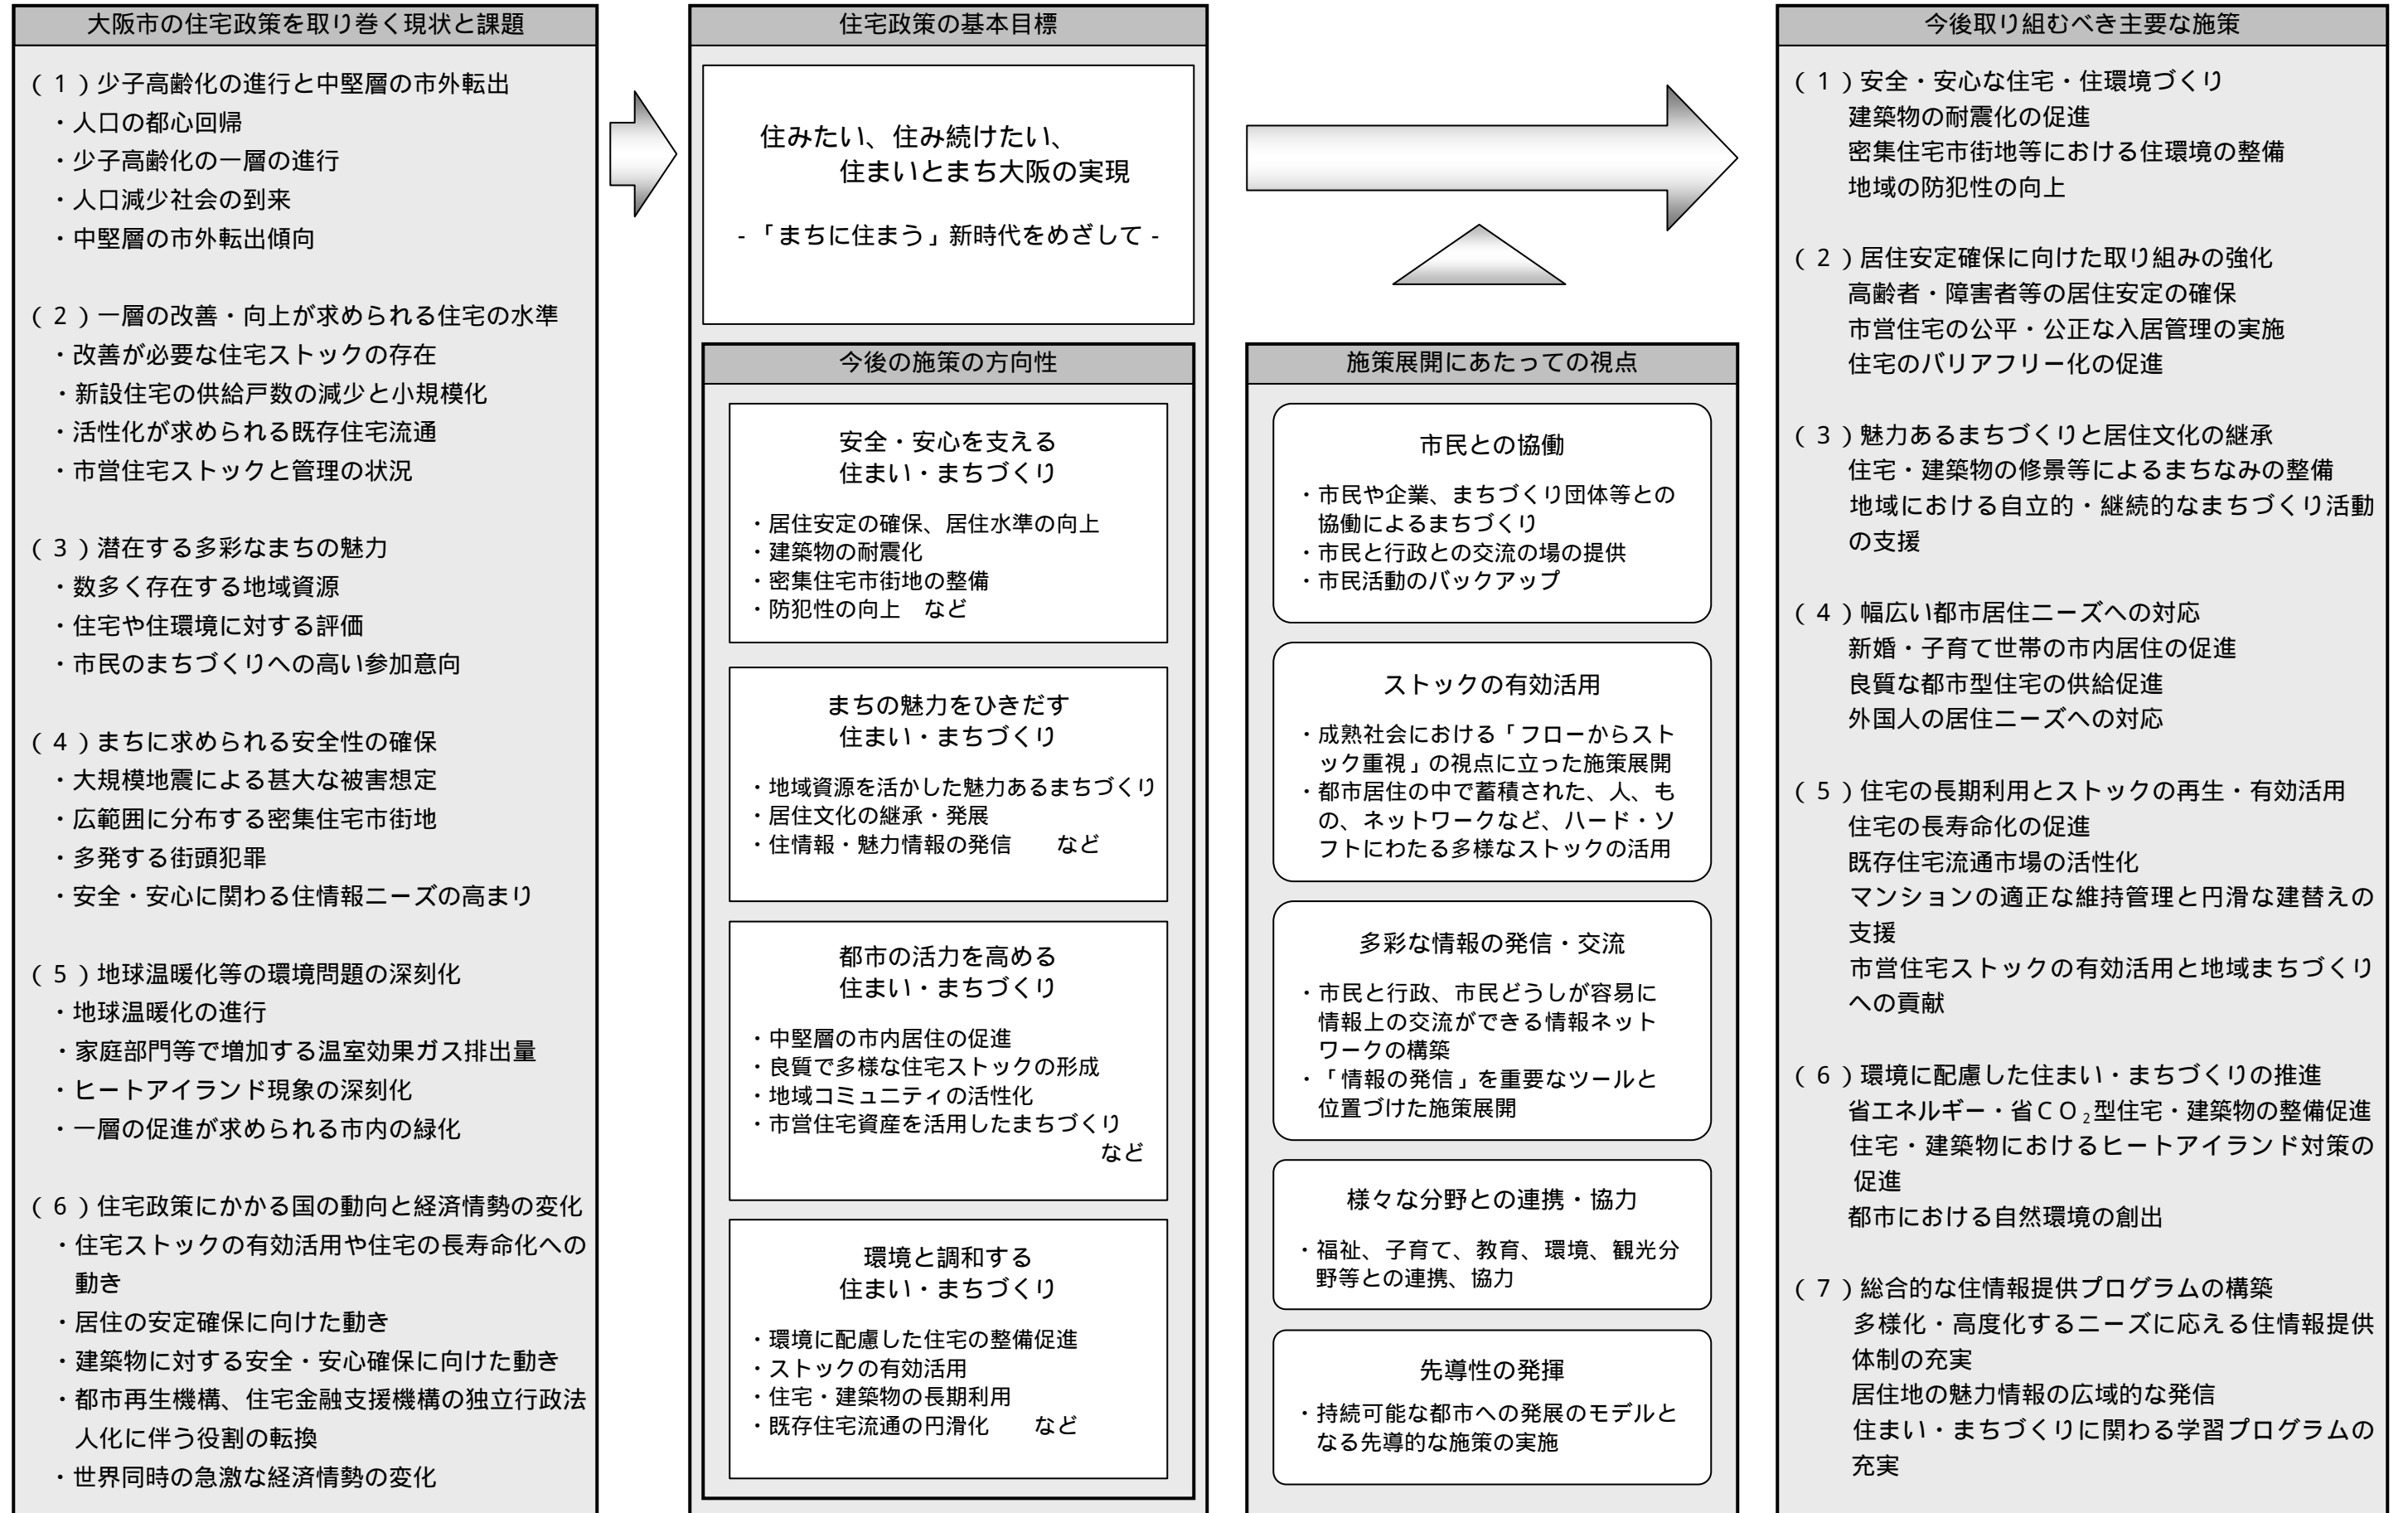 大阪市の住宅政策を取り巻く現状と課題
(1)少子高齢化の進行と中堅層の市外転出
・人口の都心回帰
・少子高齢化の一層の進行
・人口減少社会の到来
・中堅層の市外転出傾向
(2)一層の改善・向上が求められる住宅の水準
・改善が必要な住宅ストックの存在
・新設住宅の供給戸数の減少と小規模化
・活性化が求められる既存住宅流通
・市営住宅ストックと管理の状況
(3)潜在する多彩なまちの魅力
・数多く存在する地域資源
・住宅や住環境に対する評価
・市民のまちづくりへの高い参加意向
(4)まちに求められる安全性の確保
・大規模地震による甚大な被害想定
・広範囲に分布する密集住宅市街地
・多発する街頭犯罪
・安全・安心に関わる住情報ニーズの高まり
(5)地球温暖化等の環境問題の深刻化
・地球温暖化の進行
・家庭部門等で増加する温室効果ガス排出量
・ヒートアイランド現象の深刻化
・一層の促進が求められる市内の緑化
(6)住宅政策にかかる国の動向と経済情勢の変化
・住宅ストックの有効活用や住宅の長寿命化への
動き
・居住の安定確保に向けた動き
・建築物に対する安全・安心確保に向けた動き
・都市再生機構、住宅金融支援機構の独立行政法
人化に伴う役割の転換
・世界同時の急激な経済情勢の変化
住宅政策の基本目標
住みたい、住み続けたい、
住まいとまち大阪の実現
-「まちに住まう」新時代をめざして-
今後の施策の方向性
安全・安心を支える
住まい・まちづくり
・居住安定の確保、居住水準の向上
・建築物の耐震化
・密集住宅市街地の整備
・防犯性の向上 など
まちの魅力をひきだす
住まい・まちづくり
・地域資源を活かした魅力あるまちづくり
・居住文化の継承・発展
・住情報・魅力情報の発信 など
都市の活力を高める
住まい・まちづくり
・中堅層の市内居住の促進
・良質で多様な住宅ストックの形成
・地域コミュニティの活性化
・市営住宅資産を活用したまちづくり
など
環境と調和する
住まい・まちづくり
・環境に配慮した住宅の整備促進
・ストックの有効活用
・住宅・建築物の長期利用
・既存住宅流通の円滑化 など
施策展開にあたっての視点
市民との協働
・市民や企業、まちづくり団体等との
協働によるまちづくり
・市民と行政との交流の場の提供
・市民活動のバックアップ
ストックの有効活用
・成熟社会における「フローからスト
ック重視」の視点に立った施策展開
・都市居住の中で蓄積された、人、も
の、ネットワークなど、ハード・ソ
フトにわたる多様なストックの活用
多彩な情報の発信・交流
・市民と行政、市民どうしが容易に
情報上の交流ができる情報ネット
ワークの構築
・「情報の発信」を重要なツールと
位置づけた施策展開
様々な分野との連携・協力
・福祉、子育て、教育、環境、観光分
野等との連携、協力
先導性の発揮
・持続可能な都市への発展のモデルと
なる先導的な施策の実施
今後取り組むべき主要な施策
(1)安全・安心な住宅・住環境づくり
建築物の耐震化の促進
密集住宅市街地等における住環境の整備
地域の防犯性の向上
(2)居住安定確保に向けた取り組みの強化
高齢者・障害者等の居住安定の確保
市営住宅の公平・公正な入居管理の実施
住宅のバリアフリー化の促進
(3)魅力あるまちづくりと居住文化の継承
住宅・建築物の修景等によるまちなみの整備
地域における自立的・継続的なまちづくり活動
の支援
(4)幅広い都市居住ニーズへの対応
新婚・子育て世帯の市内居住の促進
良質な都市型住宅の供給促進
外国人の居住ニーズへの対応
(5)住宅の長期利用とストックの再生・有効活用
住宅の長寿命化の促進
既存住宅流通市場の活性化
マンションの適正な維持管理と円滑な建替えの
支援
市営住宅ストックの有効活用と地域まちづくり
への貢献
(6)環境に配慮した住まい・まちづくりの推進
省エネルギー・省CO₂型住宅・建築物の整備促進
住宅・建築物におけるヒートアイランド対策の
促進
都市における自然環境の創出
(7)総合的な住情報提供プログラムの構築
多様化・高度化するニーズに応える住情報提供
体制の充実
居住地の魅力情報の広域的な発信
住まい・まちづくりに関わる学習プログラムの
充実